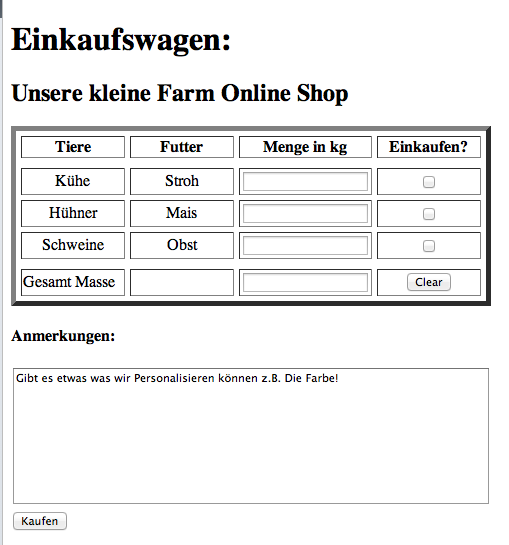 Einkaufswagen:
Unsere kleine Farm Online Shop
Tiere Futter Menge in kg Einkaufen?
Kühe Stroh
Hühner Mais
Schweine Obst
Gesamt Masse Clear
Anmerkungen:
Gibt es etwas was wir Personalisieren können z.B. Die Farbe!
Kaufen